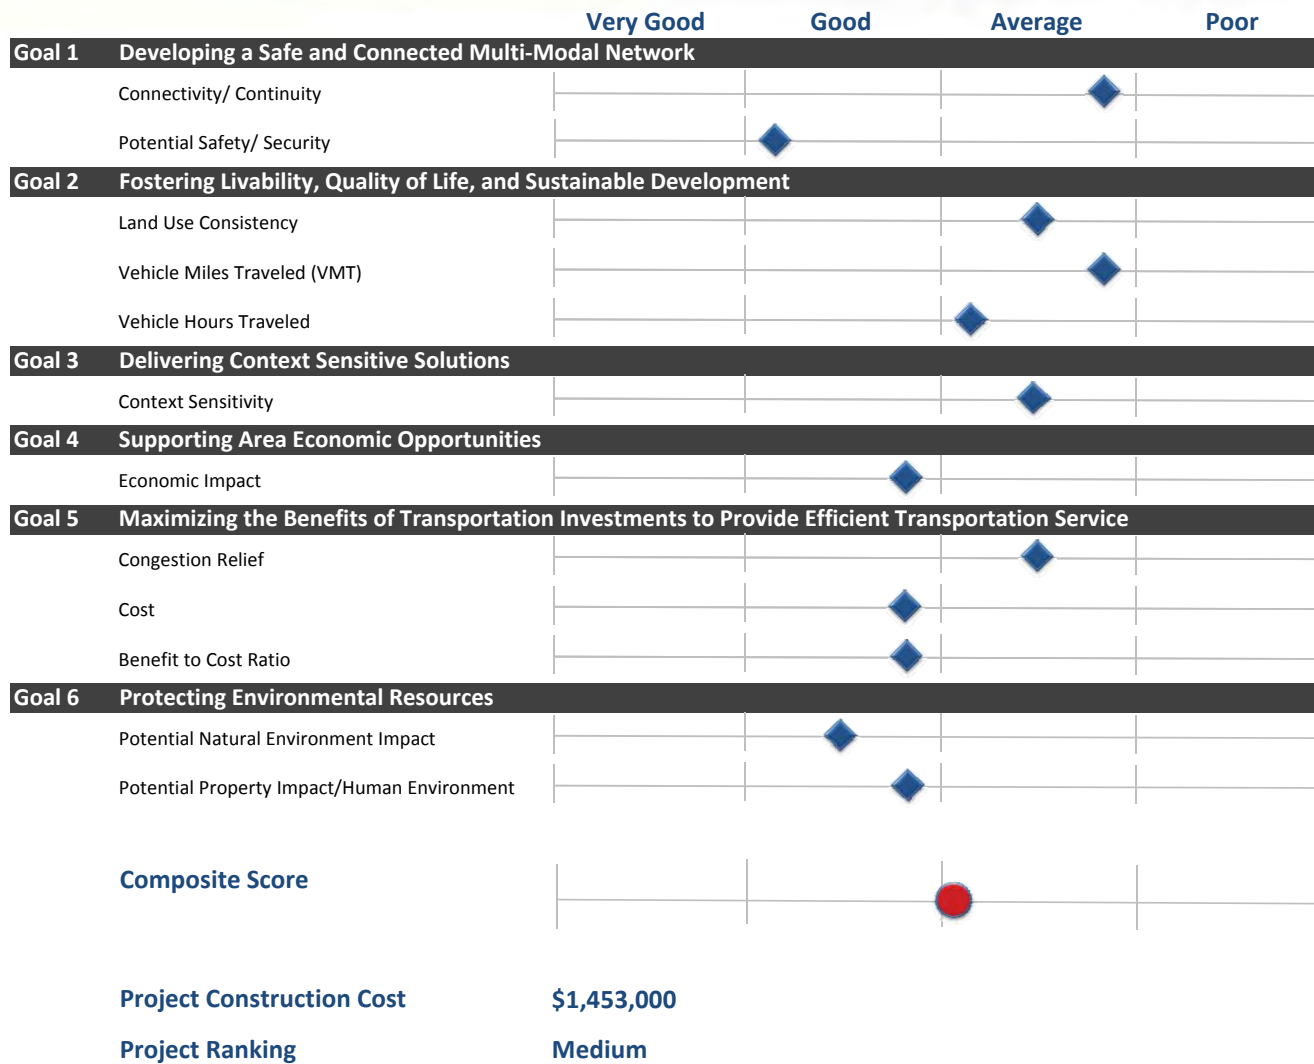 Very Good Good Average Poor
Goal 1 Developing a Safe and Connected Multi-Modal Network
Connectivity/ Continuity
Potential Safety/ Security
Goal 2 Fostering Livability, Quality of Life, and Sustainable Development
Land Use Consistency
Vehicle Miles Traveled (VMT)
Vehicle Hours Traveled
Goal 3 Delivering Context Sensitive Solutions
Context Sensitivity
Goal 4 Supporting Area Economic Opportunities
Economic Impact
Goal 5 Maximizing the Benefits of Transportation Investments to Provide Efficient Transportation Service
Congestion Relief
Cost
Benefit to Cost Ratio
Goal 6 Protecting Environmental Resources
Potential Natural Environment Impact
Potential Property Impact/Human Environment
Composite Score
Project Construction Cost $1,453,000
Project Ranking Medium